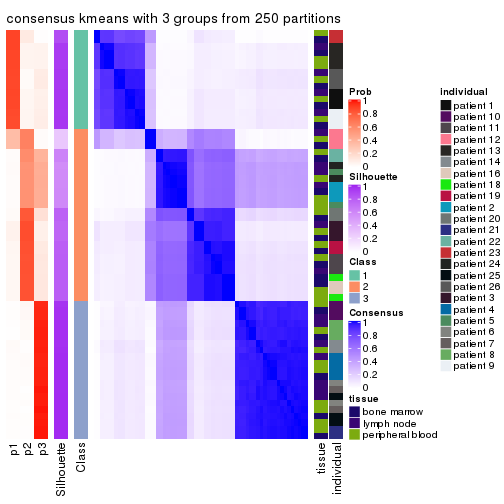 consensus kmeans with 3 groups from 250 partitions
Prob
1
0.8
0.6
0.4
0.2
0
Silhouette
1
0.8
0.6
0.4
0.2
0
Class
1
2
3
Consensus
1
0.8
0.6
0.4
0.2
0
tissue
bone marrow
lymph node
peripheral blood
individual
patient 1
patient 10
patient 11
patient 12
patient 13
patient 14
patient 16
patient 18
patient 19
patient 2
patient 20
patient 21
patient 22
patient 23
patient 24
patient 25
patient 26
patient 3
patient 4
patient 5
patient 6
patient 7
patient 8
patient 9
p1
p2
p3
Silhouette
Class
tissue
individual